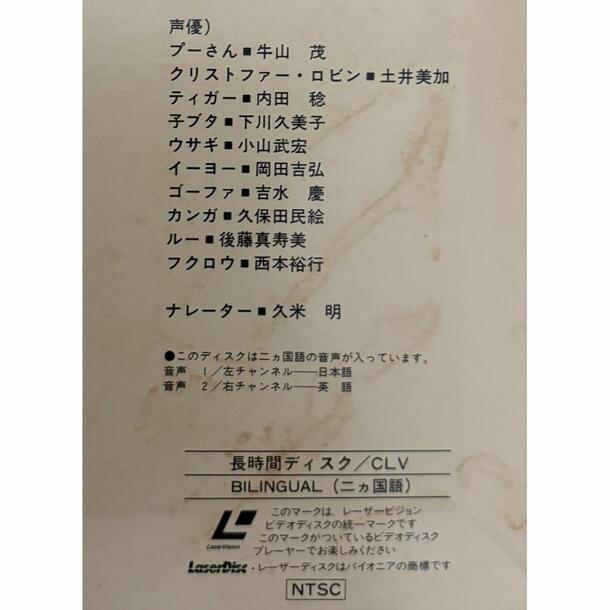 声優)
プーさん■牛山　茂
クリストファー・ロビン■土井美加
ティガー■内田　稔
子ブタ■下川久美子
ウサギ■小山武宏
イーヨー■岡田吉弘
ゴーファ■吉水　慶
カンガ■久保田民絵
ルー■後藤真寿美
フクロウ■西本裕行
ナレーター■久米　明
●このディスクは二ヵ国語の音声が入っています。
音声　1／左チャンネル──日本語
音声　2／右チャンネル──英　語
長時間ディスク／CLV
BILINGUAL（二ヵ国語）
このマークは、レーザービジョン
ビデオディスクの統一マークです
このマークがついているビデオディスク
プレーヤーでお楽しみください
LaserVision
LaserDisc・レーザーディスクはパイオニアの商標です
NTSC